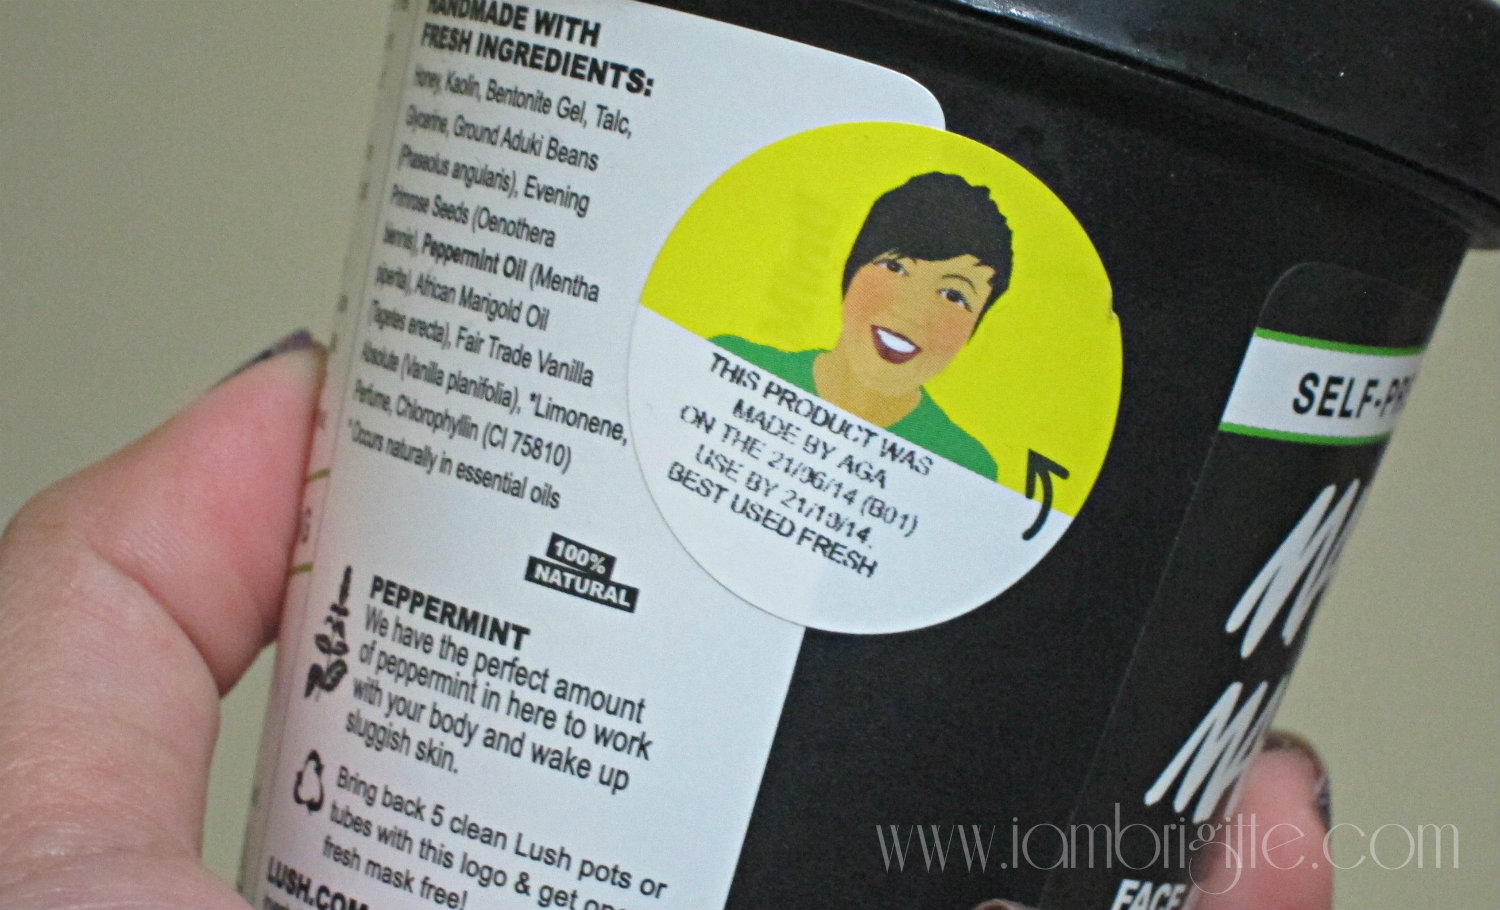 HANDMADE WITH
FRESH INGREDIENTS:
Honey, Kaolin, Bentonite Gel, Talc,
Glycerine, Ground Aduki Beans
(Phaseolus angularis), Evening
Primrose Seeds (Oenothera
biennis), Peppermint Oil (Mentha
piperita), African Marigold Oil
(Tagetes erecta), Fair Trade Vanilla
Absolute (Vanilla planifolia), *Limonene,
Perfume, Chlorophyllin (CI 75810)
*Occurs naturally in essential oils
100%
NATURAL
PEPPERMINT
We have the perfect amount
of peppermint in here to work
with your body and wake up
sluggish skin.
Bring back 5 clean Lush pots or
tubes with this logo & get one
fresh mask free!
LUSH.COM
THIS PRODUCT WAS
MADE BY AGA
ON THE 21/06/14 (B01)
USE BY 21/10/14.
BEST USED FRESH
SELF-PR
FACE
www.iambrigitte.com